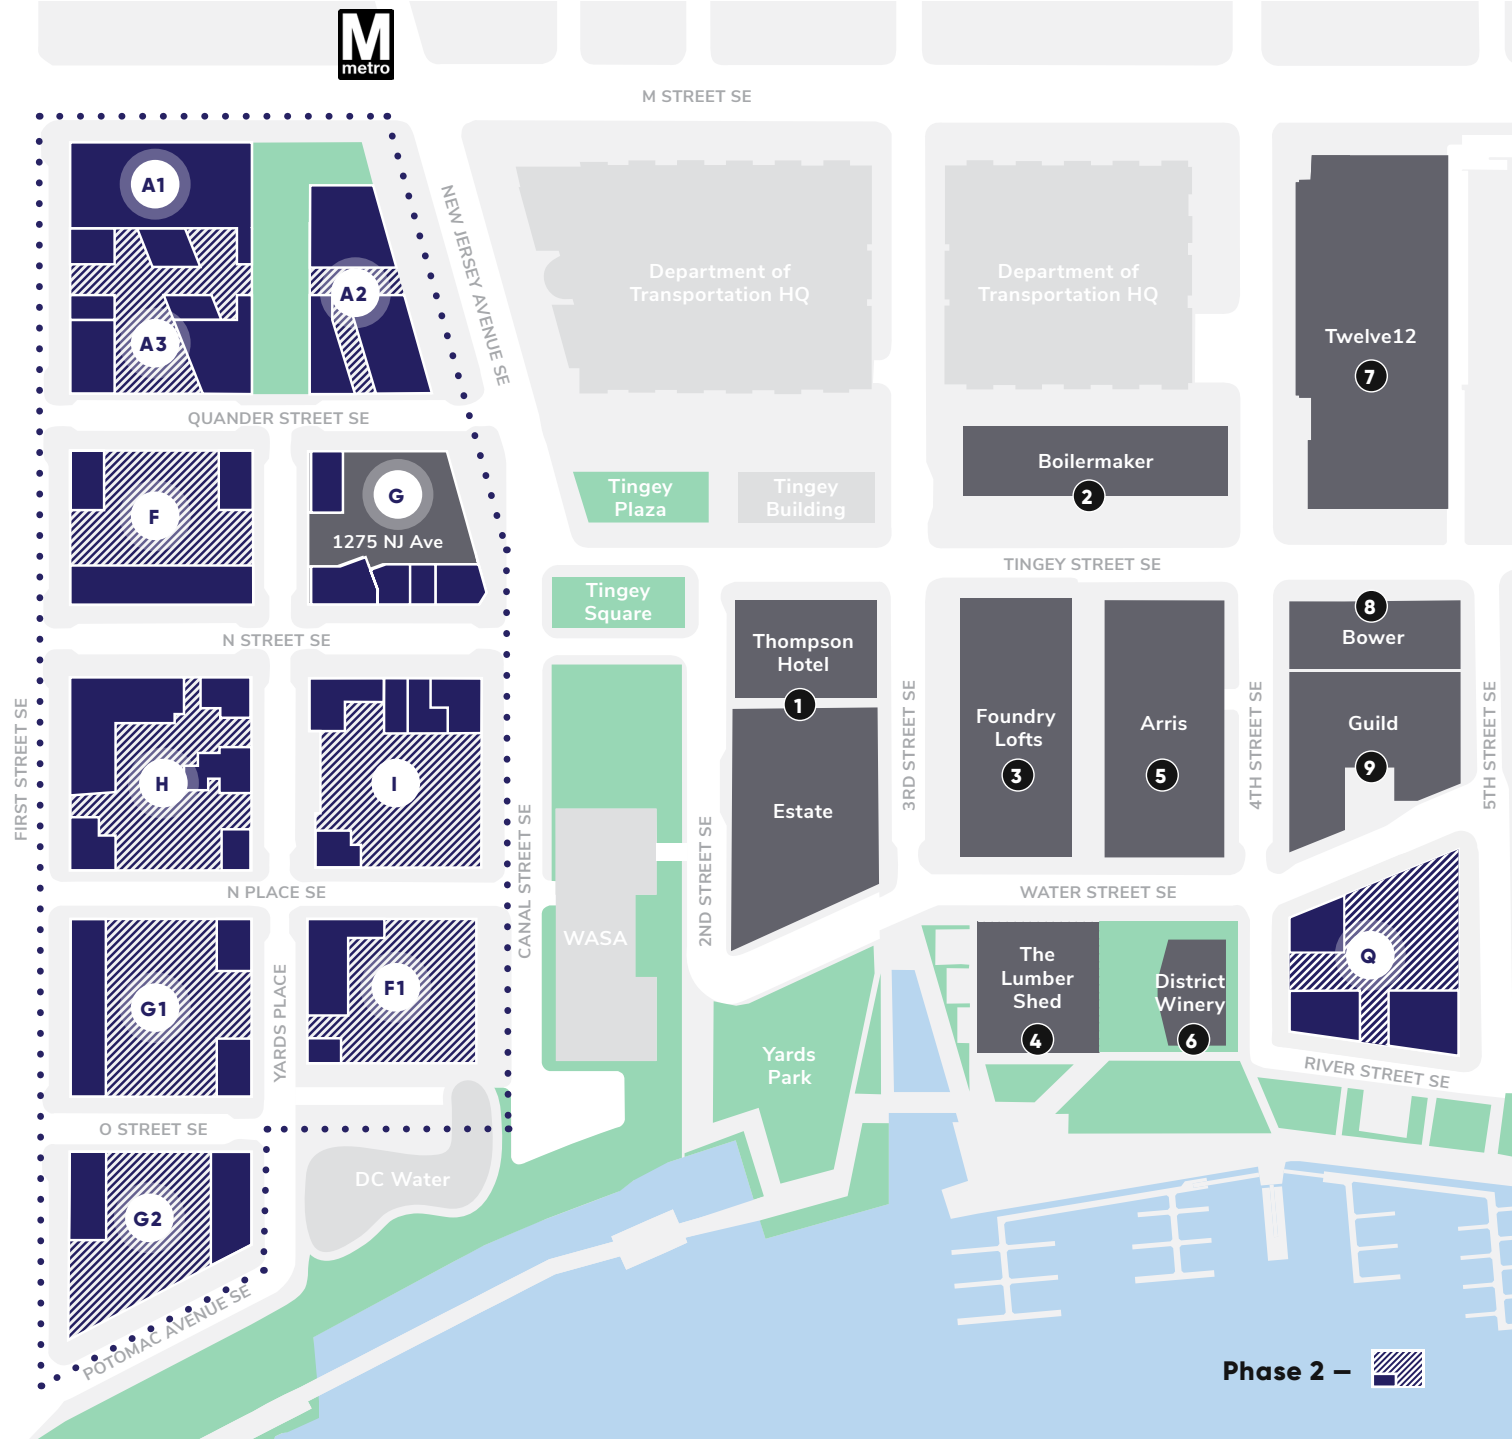 M
metro
M STREET SE
A1
NEW JERSEY AVENUE SE
Department of
Transportation HQ
Department of
Transportation HQ
A2
A3
Twelve12
7
QUANDER STREET SE
Boilermaker
2
Tingey
Plaza
Tingey
Building
F
G
1275 NJ Ave
TINGEY STREET SE
Tingey
Square
N STREET SE
Thompson
Hotel
1
Estate
8
Bower
Guild
9
Foundry
Lofts
3
Arris
5
FIRST STREET SE
3RD STREET SE
4TH STREET SE
5TH STREET SE
H
I
CANAL STREET SE
2ND STREET SE
N PLACE SE
WATER STREET SE
WASA
The
Lumber
Shed
4
District
Winery
6
Q
G1
YARDS PLACE
F1
Yards
Park
RIVER STREET SE
O STREET SE
DC Water
G2
POTOMAC AVENUE SE
Phase 2 –